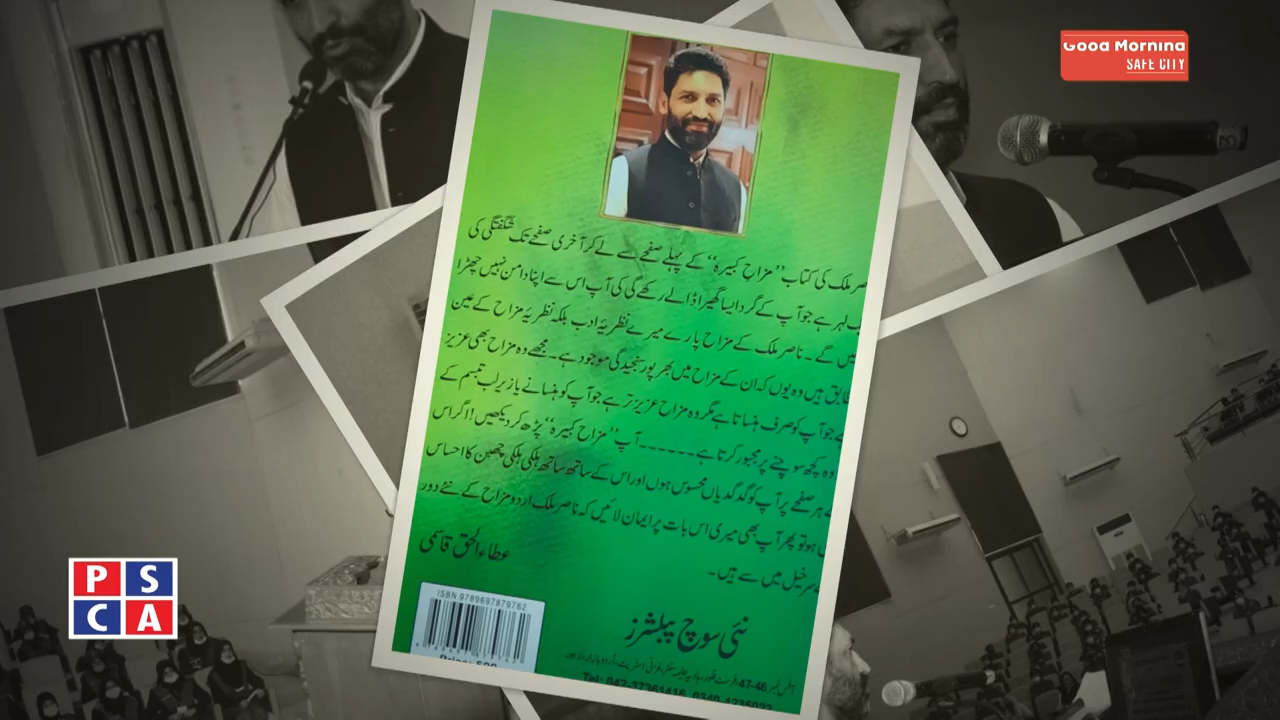 Good Morning
SAFE CITY
صر ملک کی کتاب ”مزاح کبیرہ“ کے پہلے صفحے سے لے کر آخری صفحے تک شگفتگی کی
لہر ہے جو آپ کے گرد ایسا گھیرا ڈالے رکھے گی کی آپ اس سے اپنا دامن نہیں چھڑا
گے۔ ناصر ملک کے مزاح پارے میرے نظریۂ ادب بلکہ نظریۂ مزاح کے عین
ہیں وہ یوں کہ ان کے مزاح میں بھرپور سنجیدگی موجود ہے۔ مجھے وہ مزاح بھی عزیز
ہے جو آپ کو صرف ہنساتا ہے مگر وہ مزاح عزیز تر ہے جو آپ کو ہنسانے یا زیر لب تبسم کے
وہ کچھ سوچنے پر مجبور کرتا ہے۔۔۔۔۔۔آپ ”مزاح کبیرہ“ پڑھ کر دیکھیں! اگر اس
ہر صفحے پر آپ کو گدگدیاں محسوس ہوں اور اس کے ساتھ ساتھ ہلکی ہلکی چبھن کا احساس
ہو تو پھر آپ بھی میری اس بات پر ایمان لائیں کہ ناصر ملک اردو مزاح کے نئے دور
سرخیل میں سے ہیں۔
عطاء الحق قاسمی
نئی سوچ پبلشرز
ISBN 9789697879762
Tel: 042-37361416
PSCA